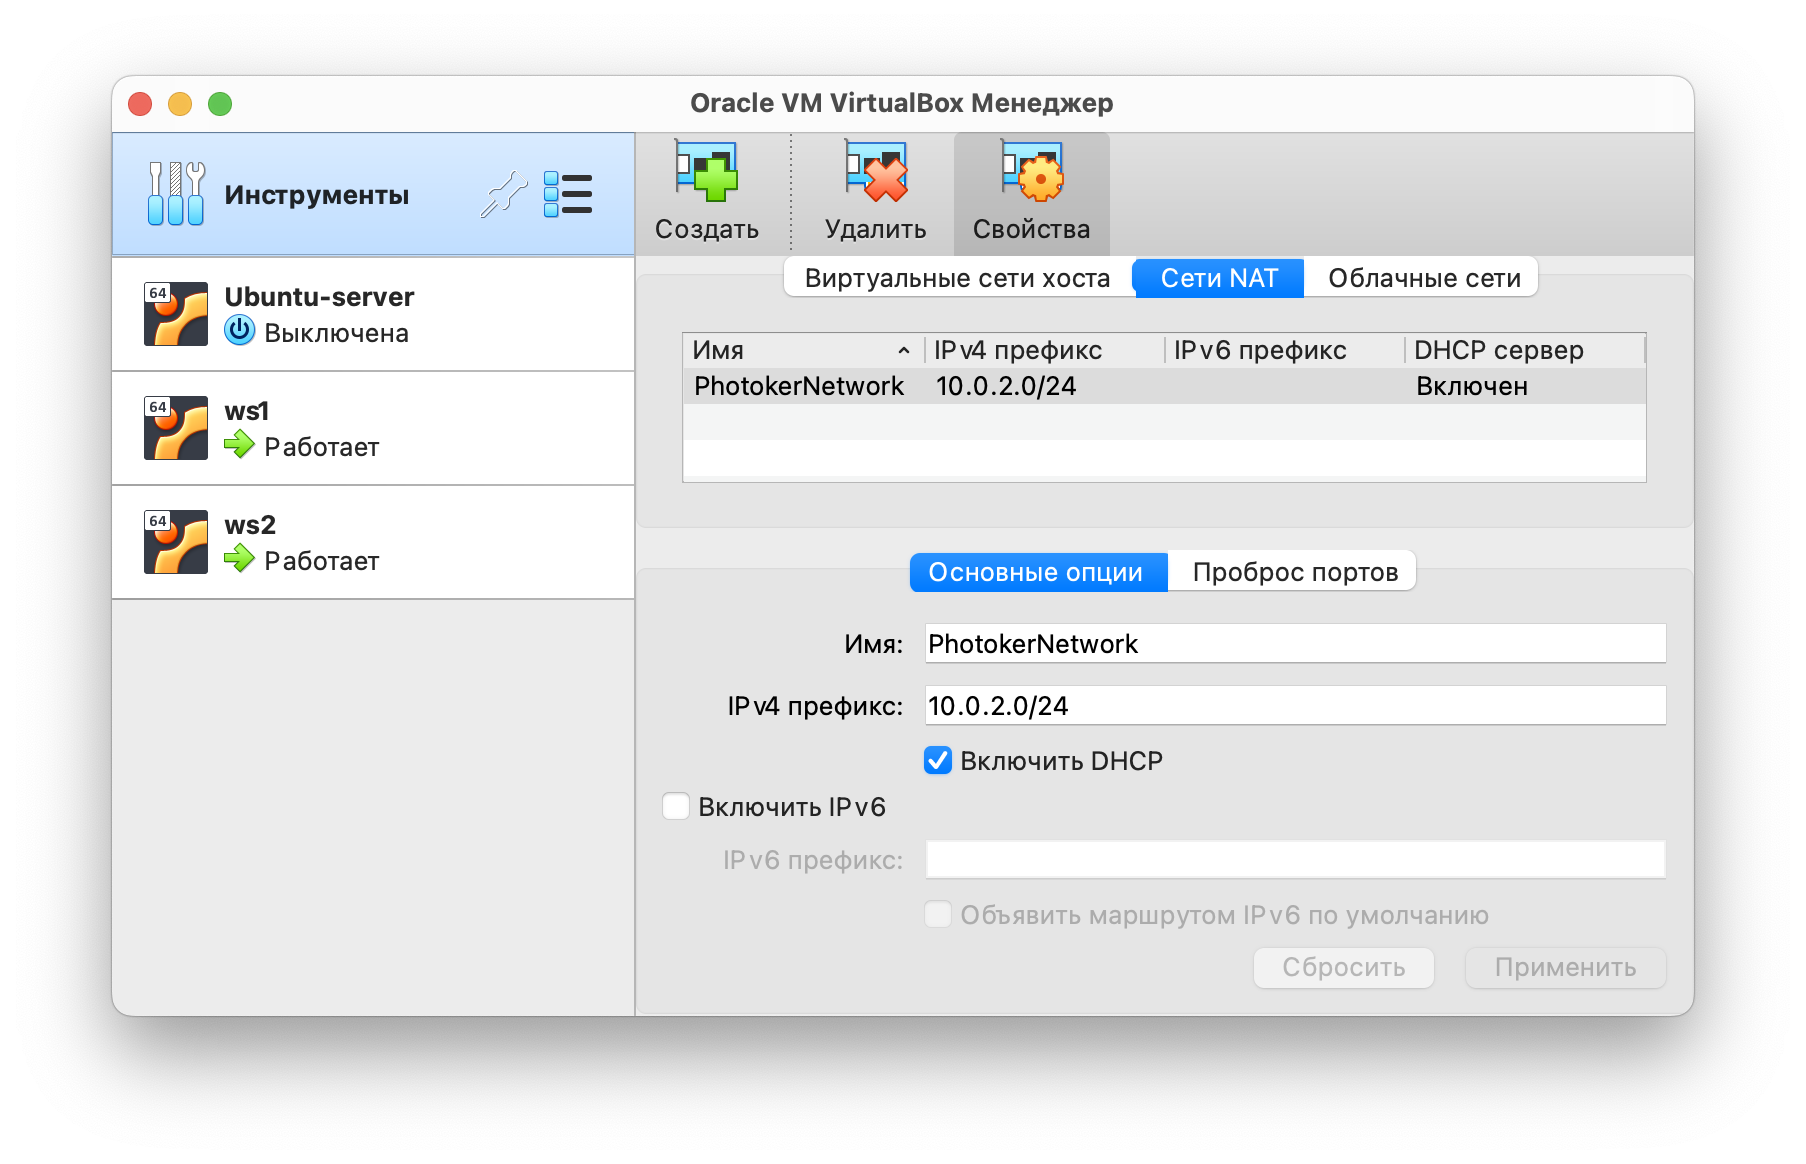 Oracle VM VirtualBox Менеджер
Инструменты
64
Ubuntu-server
Выключена
64
ws1
Работает
64
ws2
Работает
Создать
Удалить
Свойства
Виртуальные сети хоста
Сети NAT
Облачные сети
Имя IPv4 префикс IPv6 префикс DHCP сервер
PhotokerNetwork 10.0.2.0/24 Включен
Основные опции
Проброс портов
Имя: PhotokerNetwork
IPv4 префикс: 10.0.2.0/24
Включить DHCP
Включить IPv6
IPv6 префикс:
Объявить маршрутом IPv6 по умолчанию
Сбросить
Применить